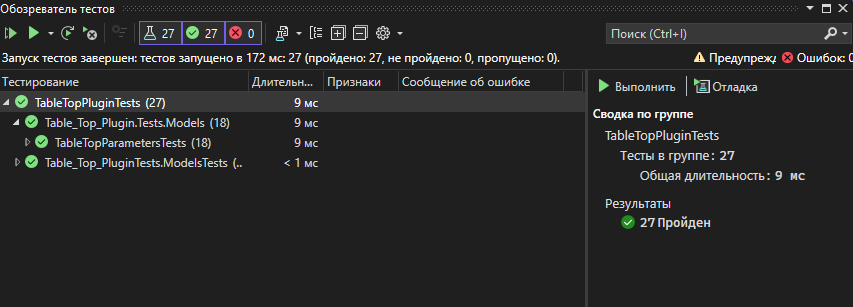 Обозреватель тестов
27 27 0
Поиск (Ctrl+I)
Запуск тестов завершен: тестов запущено в 172 мс: 27 (пройдено: 27, не пройдено: 0, пропущено: 0).
Предупрежд
Ошибок: 0
Тестирование Длительн... Признаки Сообщение об ошибке
TableTopPluginTests (27) 9 мс
Table_Top_Plugin.Tests.Models (18) 9 мс
TableTopParametersTests (18) 9 мс
Table_Top_PluginTests.ModelsTests (.. < 1 мс
Выполнить Отладка
Сводка по группе
TableTopPluginTests
Тесты в группе: 27
Общая длительность: 9 мс
Результаты
27 Пройден